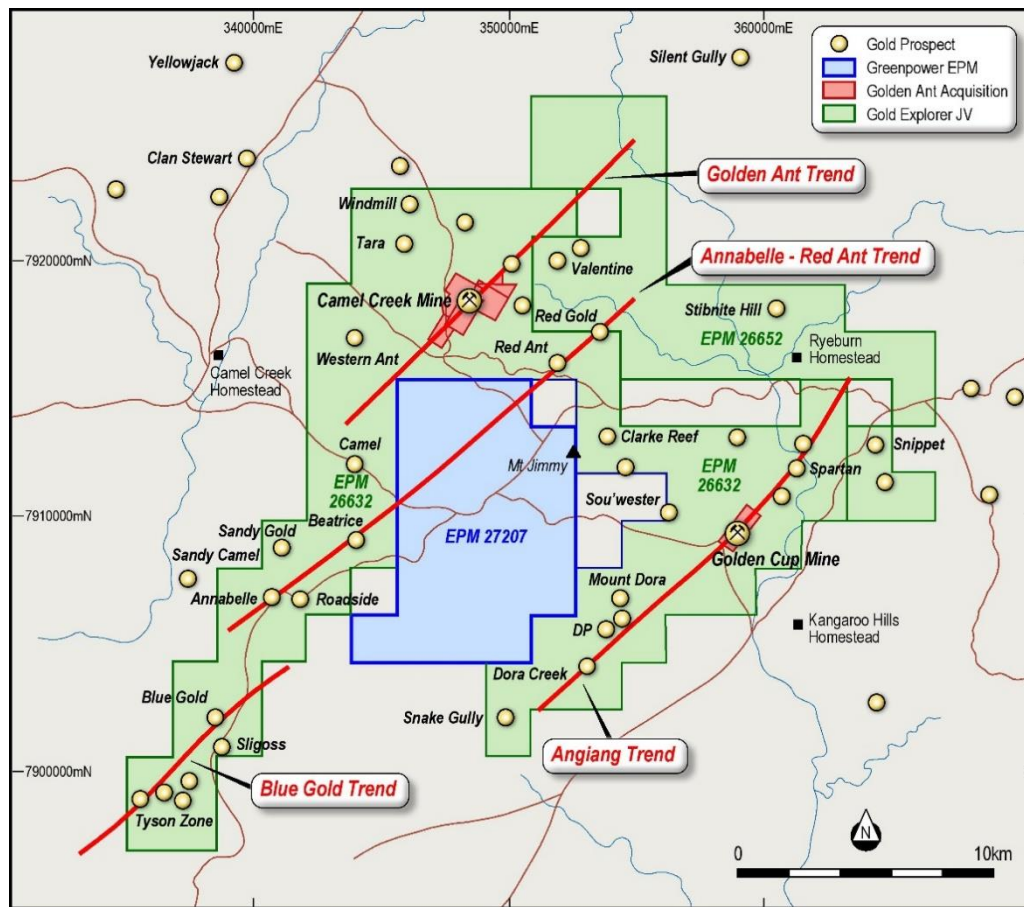 340000mE
350000mE
360000mE
Gold Prospect
Greenpower EPM
Golden Ant Acquisition
Gold Explorer JV
Yellowjack
Silent Gully
Clan Stewart
Golden Ant Trend
Windmill
Tara
Valentine
Annabelle - Red Ant Trend
7920000mN
Camel Creek Mine
Red Gold
Stibnite Hill
EPM 26652
Ryeburn
Homestead
Western Ant
Red Ant
Camel Creek
Homestead
Camel
Clarke Reef
Mt Jimmy
Snippet
EPM
26632
EPM
26632
Spartan
Sou'wester
7910000mN
Beatrice
Sandy Gold
EPM 27207
Golden Cup Mine
Sandy Camel
Mount Dora
Annabelle
Roadside
DP
Kangaroo Hills
Homestead
Dora Creek
Blue Gold
Snake Gully
Sligoss
Angiang Trend
7900000mN
Blue Gold Trend
Tyson Zone
N
0
10km